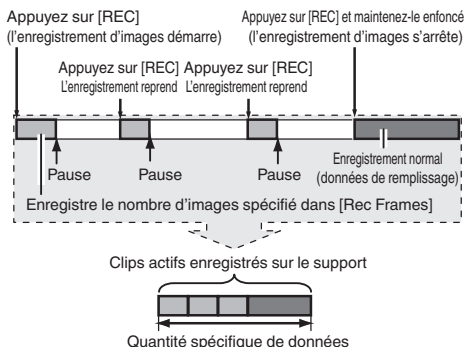 Appuyez sur [REC]
(l'enregistrement d'images démarre)
Appuyez sur [REC] et maintenez-le enfoncé
(l'enregistrement d'images s'arrête)
Appuyez sur [REC]
L'enregistrement reprend
Appuyez sur [REC]
L'enregistrement reprend
Pause
Pause
Pause
Enregistrement normal
(données de remplissage)
Enregistre le nombre d'images spécifié dans [Rec Frames]
Clips actifs enregistrés sur le support
Quantité spécifique de données